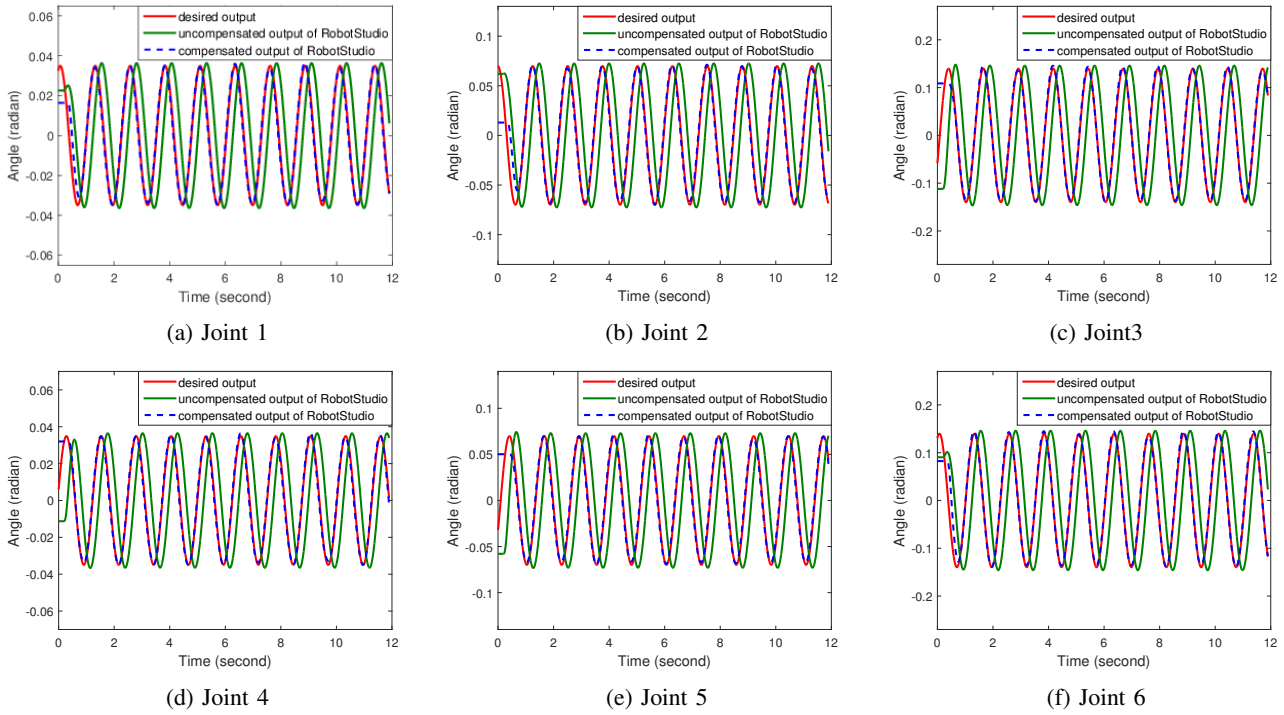 0.06
0.04
0.02
0
-0.02
-0.04
-0.06
Angle (radian)
desired output
uncompensated output of RobotStudio
compensated output of RobotStudio
0 2 4 6 8 10 12
Time (second)
(a) Joint 1
0.1
0.05
0
-0.05
-0.1
Angle (radian)
desired output
uncompensated output of RobotStudio
compensated output of RobotStudio
0 2 4 6 8 10 12
Time (second)
(b) Joint 2
0.2
0.1
0
-0.1
-0.2
Angle (radian)
desired output
uncompensated output of RobotStudio
compensated output of RobotStudio
0 2 4 6 8 10 12
Time (second)
(c) Joint3
0.06
0.04
0.02
0
-0.02
-0.04
-0.06
Angle (radian)
desired output
uncompensated output of RobotStudio
compensated output of RobotStudio
0 2 4 6 8 10 12
Time (second)
(d) Joint 4
0.1
0.05
0
-0.05
-0.1
Angle (radian)
desired output
uncompensated output of RobotStudio
compensated output of RobotStudio
0 2 4 6 8 10 12
Time (second)
(e) Joint 5
0.2
0.1
0
-0.1
-0.2
Angle (radian)
desired output
uncompensated output of RobotStudio
compensated output of RobotStudio
0 2 4 6 8 10 12
Time (second)
(f) Joint 6